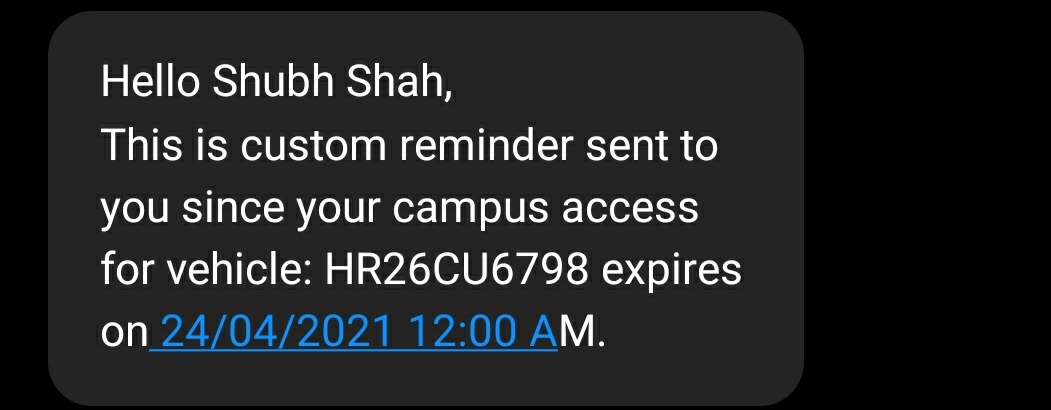 Hello Shubh Shah,
This is custom reminder sent to
you since your campus access
for vehicle: HR26CU6798 expires
on 24/04/2021 12:00 AM.